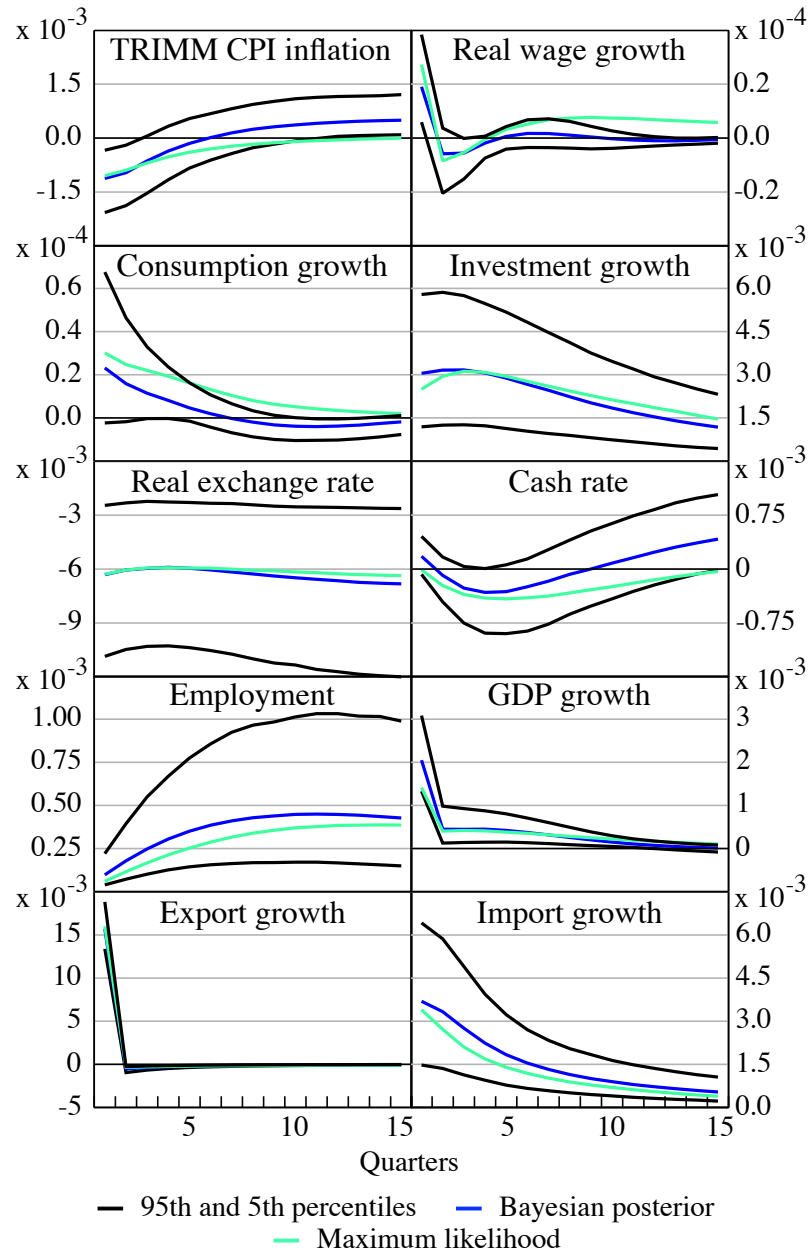 x 10-3
x 10-4
TRIMM CPI inflation
Real wage growth
1.5
0.2
0.0
0.0
-1.5
-0.2
x 10-4
x 10-3
Consumption growth
Investment growth
0.6
6.0
0.4
4.5
0.2
3.0
0.0
1.5
x 10-3
x 10-3
Real exchange rate
Cash rate
-3
0.75
-6
0
-9
-0.75
x 10-3
x 10-3
Employment
GDP growth
1.00
3
0.75
2
0.50
1
0.25
0
x 10-3
x 10-3
Export growth
Import growth
15
6.0
10
4.5
5
3.0
0
1.5
-5
0.0
5 10 15 5 10 15
Quarters
95th and 5th percentiles Bayesian posterior
Maximum likelihood